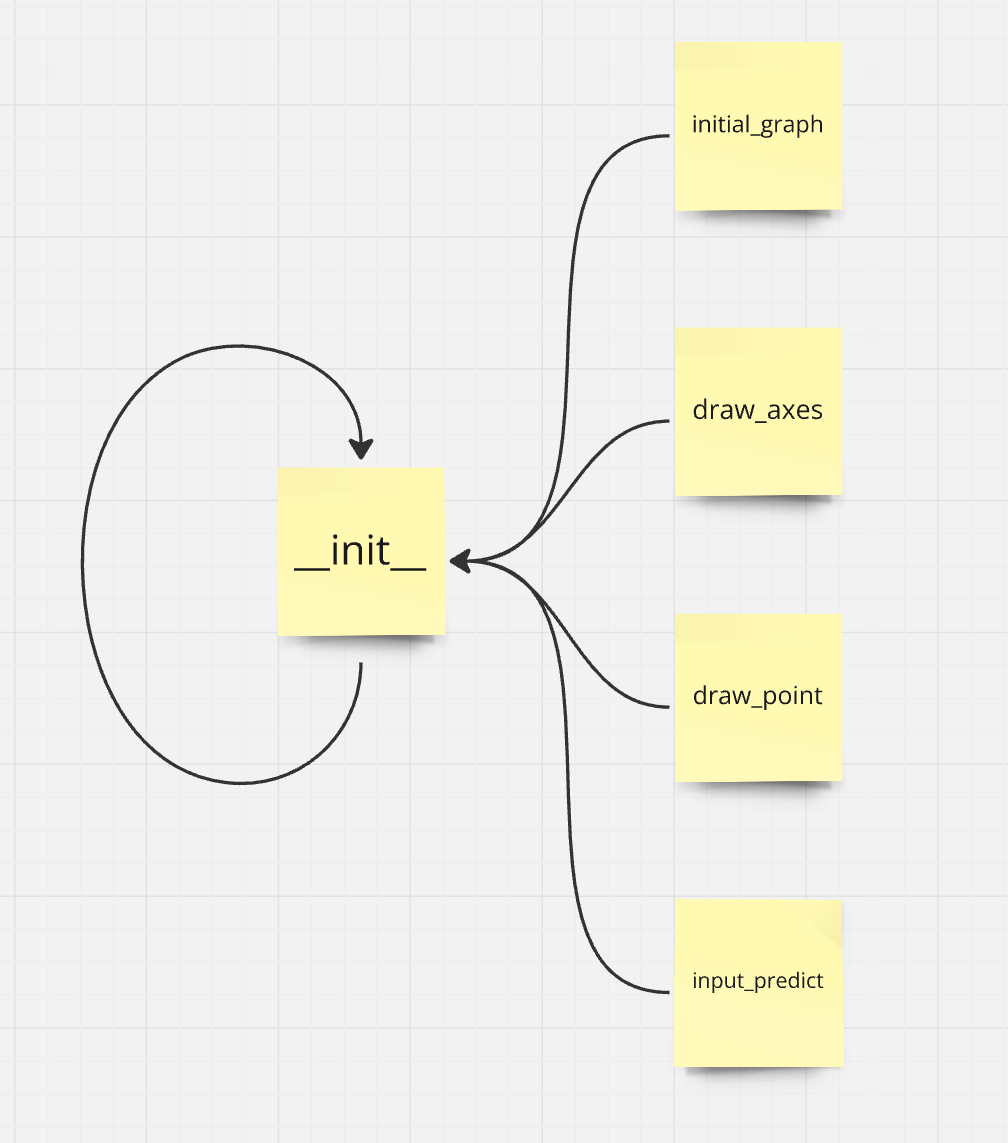 initial_graph
draw_axes
__init__
draw_point
input_predict